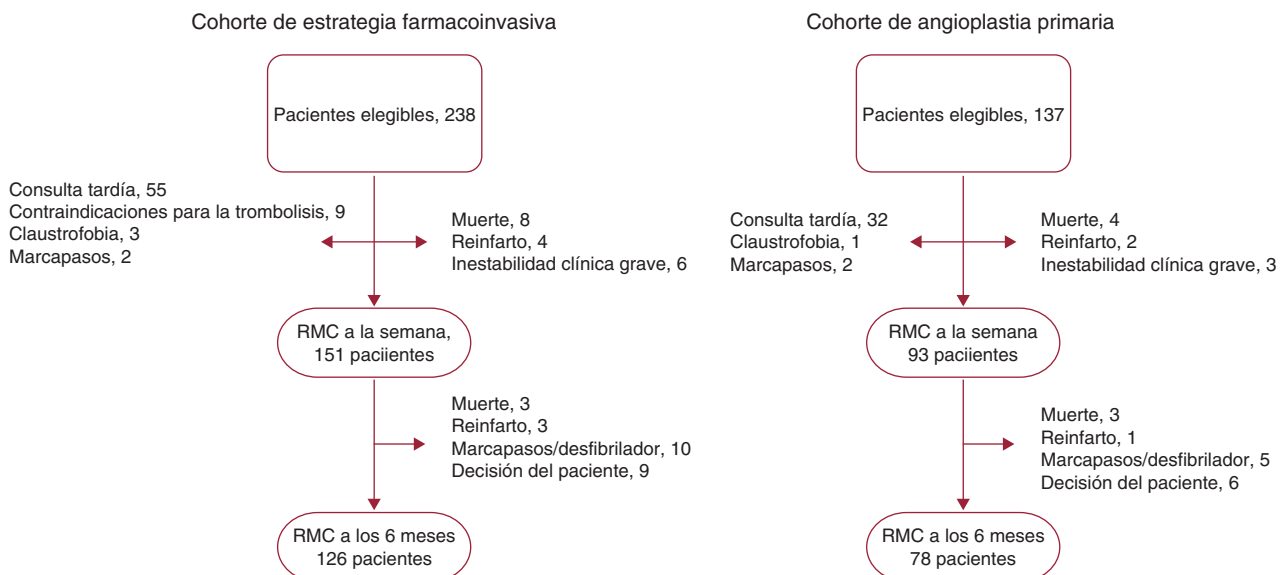 Cohorte de estrategia farmacoinvasiva
Pacientes elegibles, 238
Consulta tardía, 55
Contraindicaciones para la trombolisis, 9
Claustrofobia, 3
Marcapasos, 2
Muerte, 8
Reinfarto, 4
Inestabilidad clínica grave, 6
RMC a la semana,
151 paciientes
Muerte, 3
Reinfarto, 3
Marcapasos/desfibrilador, 10
Decisión del paciente, 9
RMC a los 6 meses
126 pacientes
Cohorte de angioplastia primaria
Pacientes elegibles, 137
Consulta tardía, 32
Claustrofobia, 1
Marcapasos, 2
Muerte, 4
Reinfarto, 2
Inestabilidad clínica grave, 3
RMC a la semana
93 paciientes
Muerte, 3
Reinfarto, 1
Marcapasos/desfibrilador, 5
Decisión del paciente, 6
RMC a los 6 meses
78 pacientes